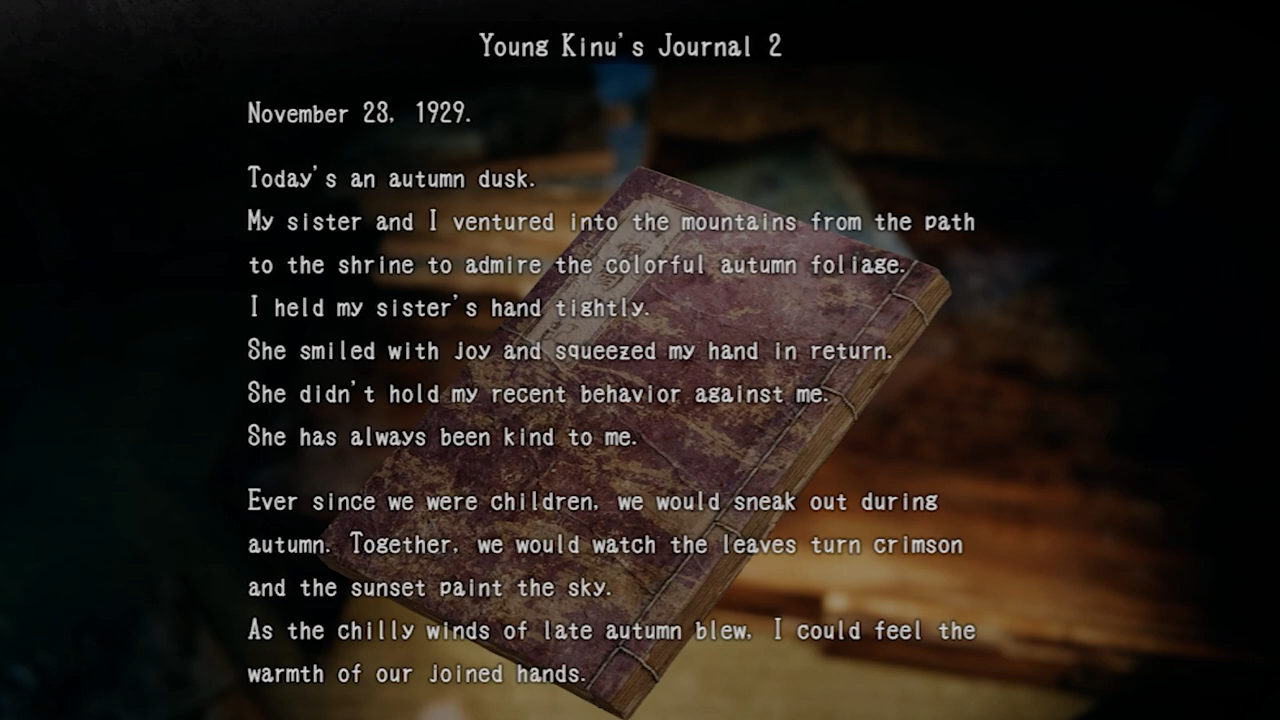 Young Kinu's Journal 2
November 23, 1929.
Today's an autumn dusk.
My sister and I ventured into the mountains from the path
to the shrine to admire the colorful autumn foliage.
I held my sister's hand tightly.
She smiled with joy and squeezed my hand in return.
She didn't hold my recent behavior against me.
She has always been kind to me.
Ever since we were children, we would sneak out during
autumn. Together, we would watch the leaves turn crimson
and the sunset paint the sky.
As the chilly winds of late autumn blew, I could feel the
warmth of our joined hands.